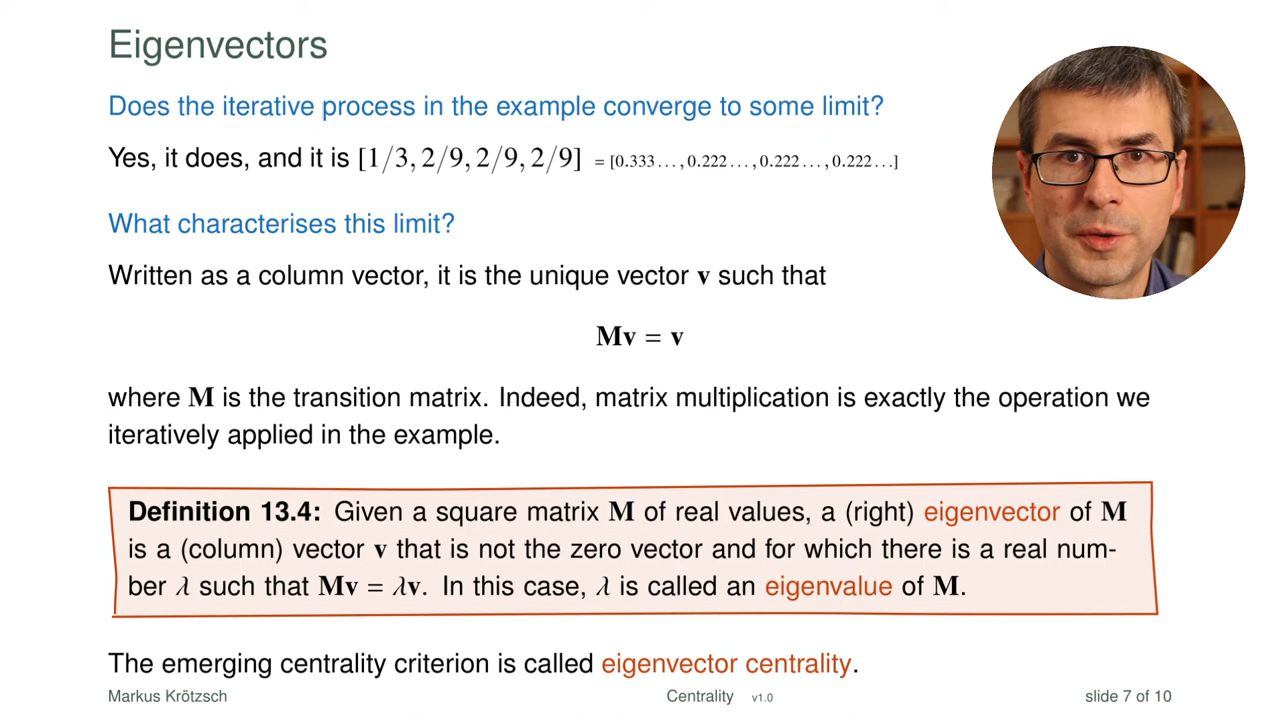 Eigenvectors
Does the iterative process in the example converge to some limit?
Yes, it does, and it is [1/3, 2/9, 2/9, 2/9] = [0.333..., 0.222..., 0.222..., 0.222...]
What characterises this limit?
Written as a column vector, it is the unique vector v such that
Mv = v
where M is the transition matrix. Indeed, matrix multiplication is exactly the operation we
iteratively applied in the example.
Definition 13.4: Given a square matrix M of real values, a (right) eigenvector of M
is a (column) vector v that is not the zero vector and for which there is a real num-
ber λ such that Mv = λv. In this case, λ is called an eigenvalue of M.
The emerging centrality criterion is called eigenvector centrality.
Markus Krötzsch Centrality v1.0 slide 7 of 10